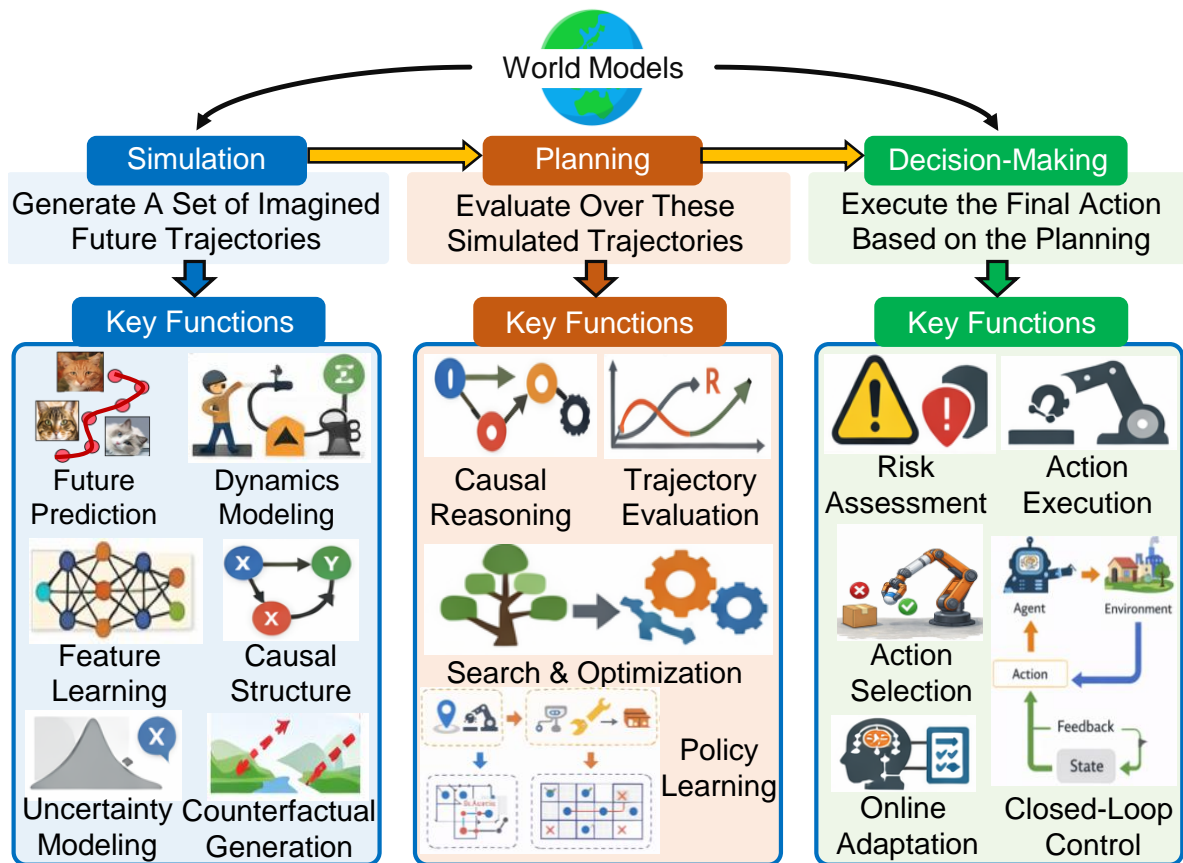 World Models
Simulation
Planning
Decision-Making
Generate A Set of Imagined
Future Trajectories
Evaluate Over These
Simulated Trajectories
Execute the Final Action
Based on the Planning
Key Functions
Future
Prediction
Dynamics
Modeling
Feature
Learning
X
Y
X
Causal
Structure
X
Uncertainty
Modeling
Counterfactual
Generation
Key Functions
Causal
Reasoning
R
Trajectory
Evaluation
Search & Optimization
Policy
Learning
Key Functions
Risk
Assessment
Action
Execution
Action
Selection
Agent
Environment
Action
Feedback
State
Online
Adaptation
Closed-Loop
Control